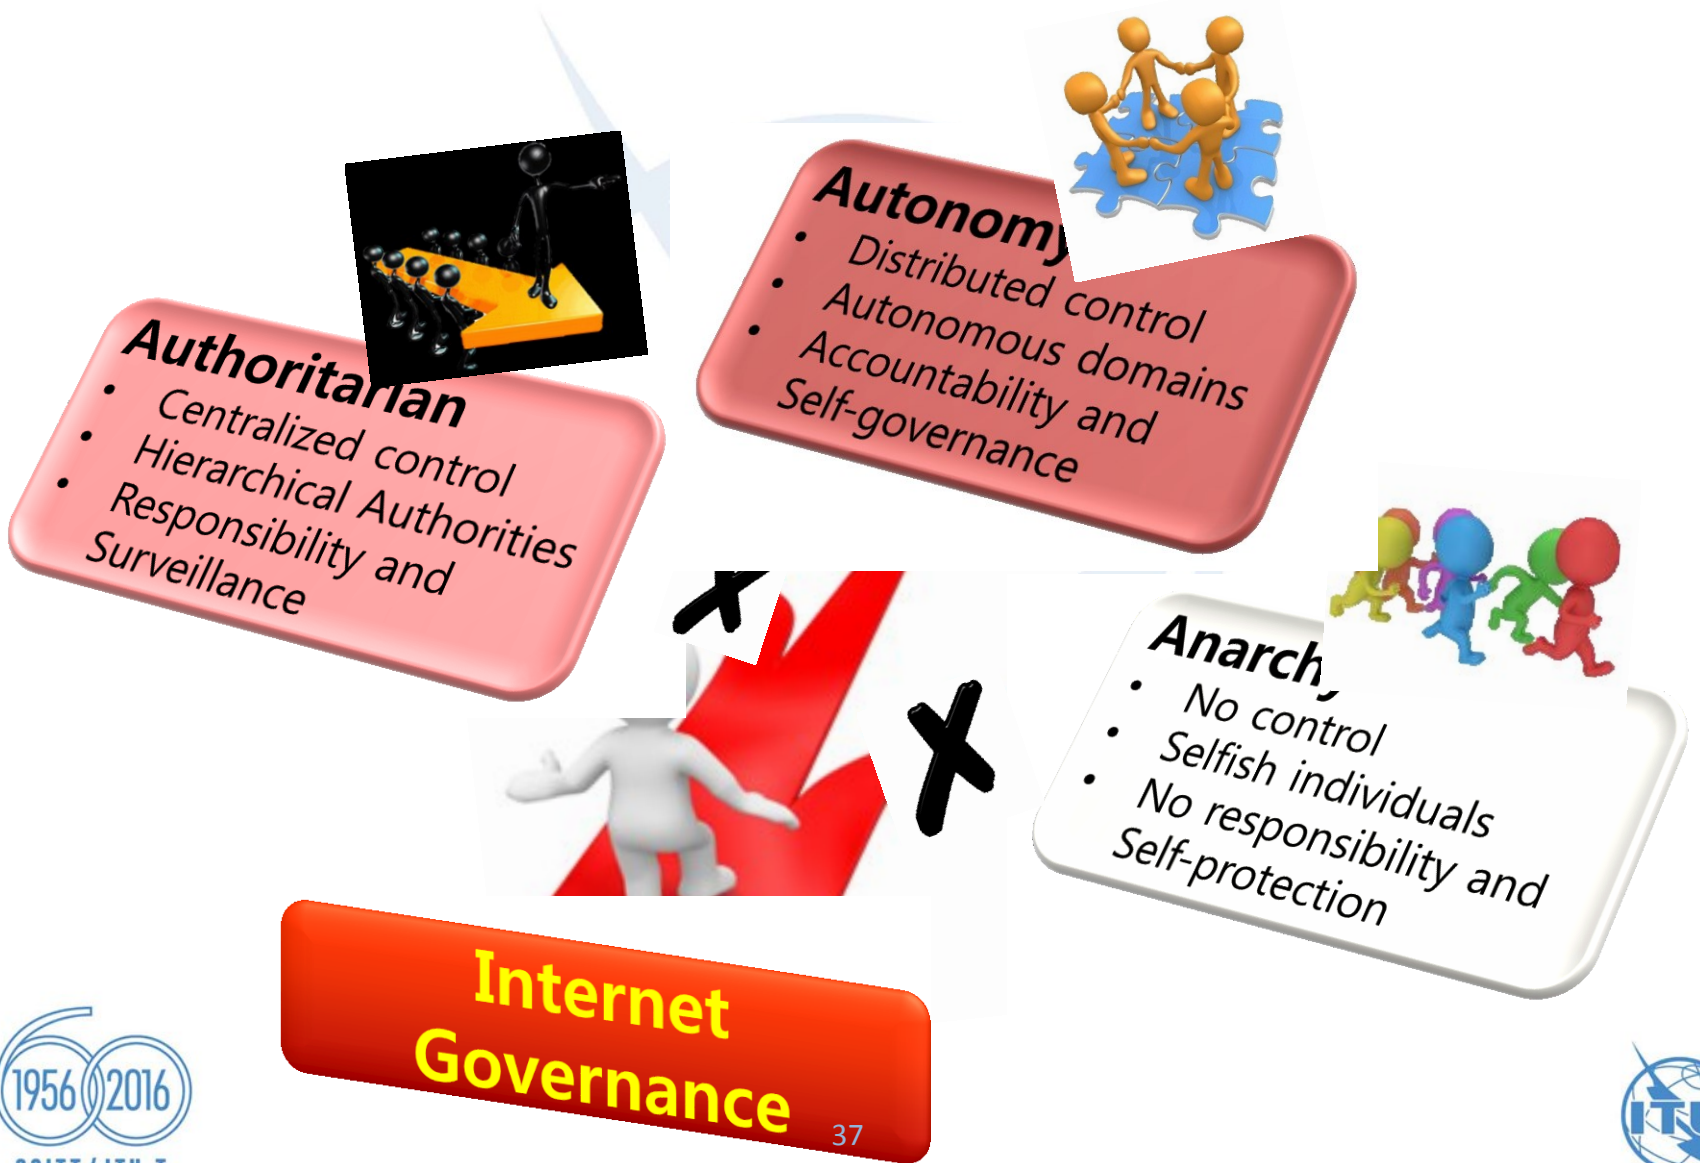 Authoritarian
• Centralized control
• Hierarchical Authorities
• Responsibility and
Surveillance
Autonomy
• Distributed control
• Autonomous domains
• Accountability and
Self-governance
Anarchy
• No control
• Selfish individuals
• No responsibility and
Self-protection
Internet
Governance
37
1956 2016
ITU